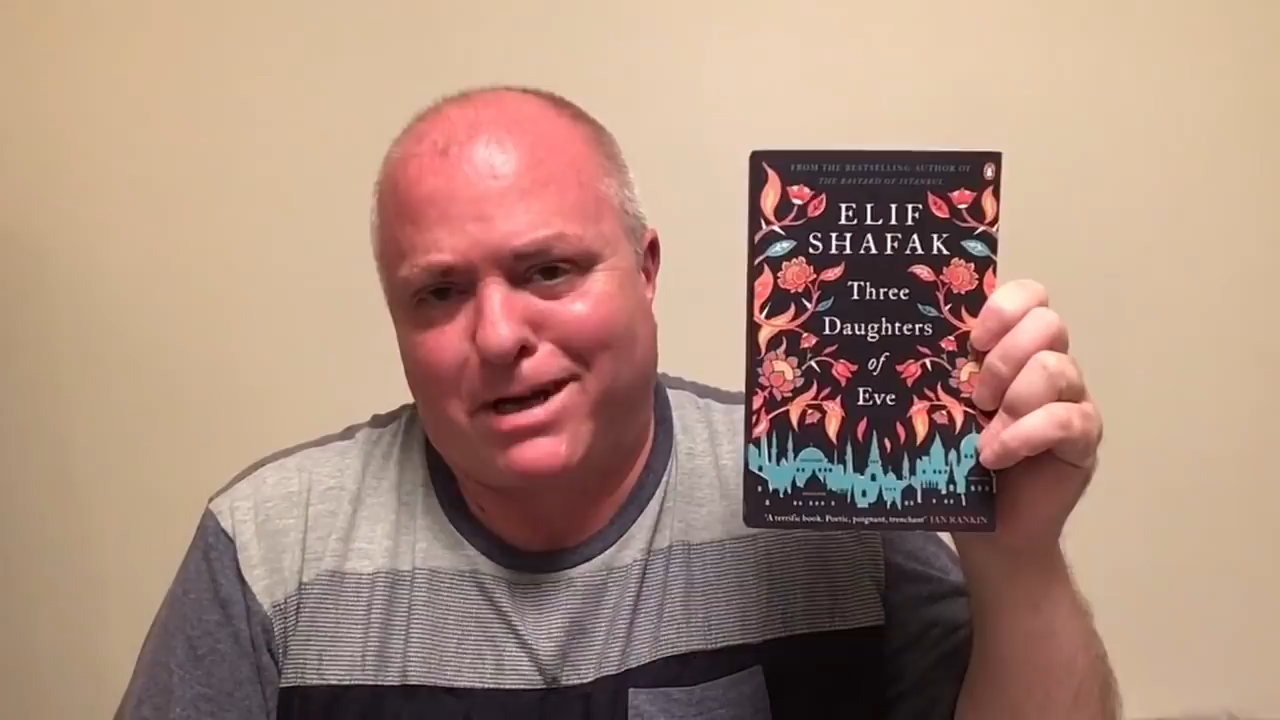 FROM THE BESTSELLING AUTHOR OF
THE BASTARD OF ISTANBUL
ELIF
SHAFAK
Three
Daughters
of
Eve
'A terrific book. Poetic, poignant, trenchant' IAN RANKIN